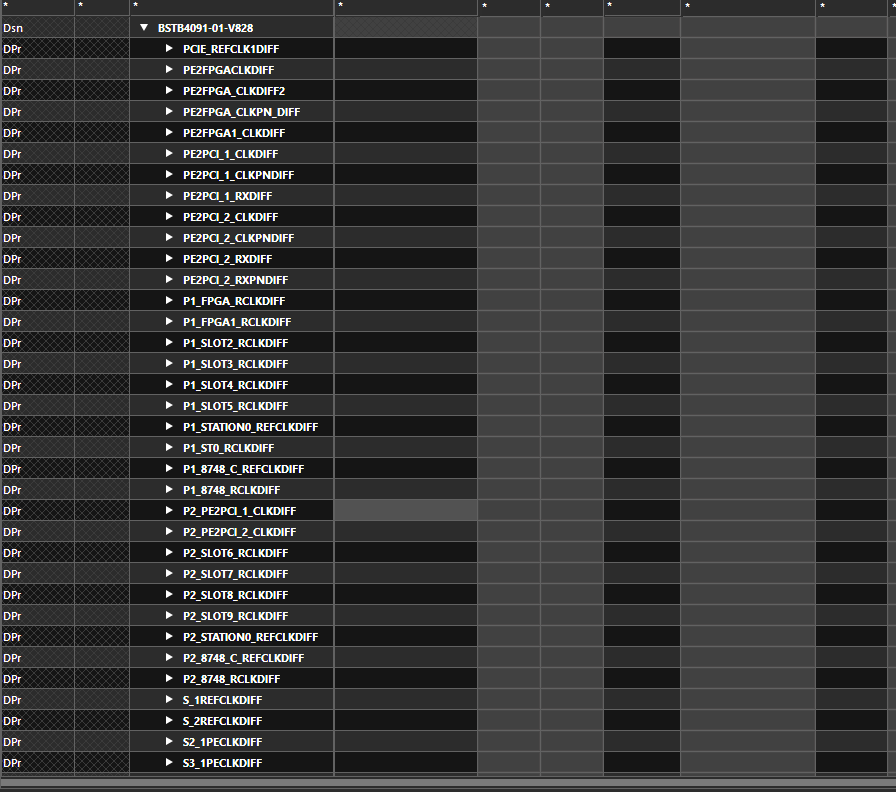 * * * * * * * * * *
Dsn BSTB4091-01-V828
DPr PCIE_REFCLK1DIFF
DPr PE2FPGACLKDIFF
DPr PE2FPGA_CLKDIFF2
DPr PE2FPGA_CLKPN_DIFF
DPr PE2FPGA1_CLKDIFF
DPr PE2PCI_1_CLKDIFF
DPr PE2PCI_1_CLKPNDIFF
DPr PE2PCI_1_RXDIFF
DPr PE2PCI_2_CLKDIFF
DPr PE2PCI_2_CLKPNDIFF
DPr PE2PCI_2_RXDIFF
DPr PE2PCI_2_RXPNDIFF
DPr P1_FPGA_RCLKDIFF
DPr P1_FPGA1_RCLKDIFF
DPr P1_SLOT2_RCLKDIFF
DPr P1_SLOT3_RCLKDIFF
DPr P1_SLOT4_RCLKDIFF
DPr P1_SLOT5_RCLKDIFF
DPr P1_STATION0_REFCLKDIFF
DPr P1_ST0_RCLKDIFF
DPr P1_8748_C_REFCLKDIFF
DPr P1_8748_RCLKDIFF
DPr P2_PE2PCI_1_CLKDIFF
DPr P2_PE2PCI_2_CLKDIFF
DPr P2_SLOT6_RCLKDIFF
DPr P2_SLOT7_RCLKDIFF
DPr P2_SLOT8_RCLKDIFF
DPr P2_SLOT9_RCLKDIFF
DPr P2_STATION0_REFCLKDIFF
DPr P2_8748_C_REFCLKDIFF
DPr P2_8748_RCLKDIFF
DPr S_1REFCLKDIFF
DPr S_2REFCLKDIFF
DPr S2_1PECLKDIFF
DPr S3_1PECLKDIFF